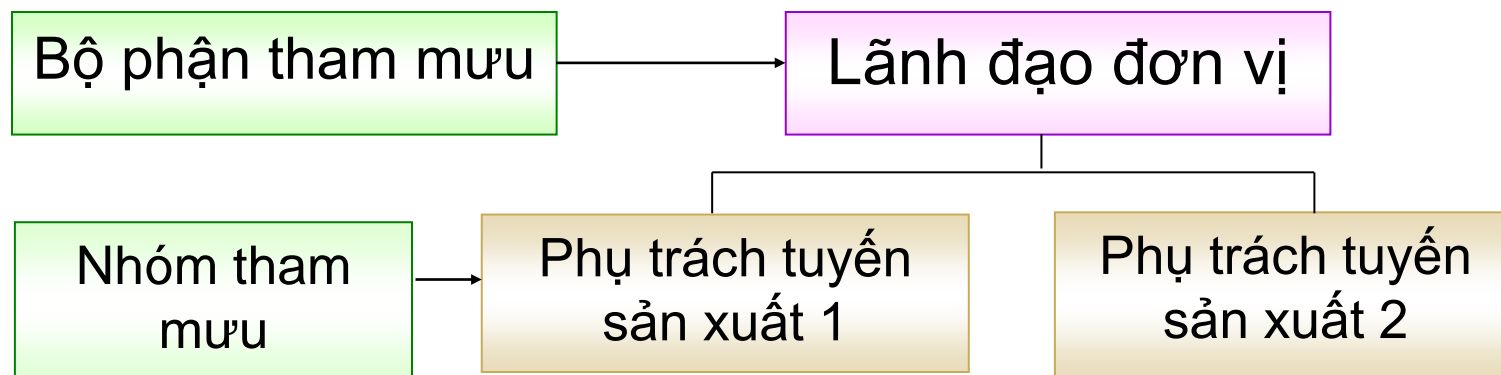 Bộ phận tham mưu
Lãnh đạo đơn vị
Nhóm tham
mưu
Phụ trách tuyến
sản xuất 1
Phụ trách tuyến
sản xuất 2